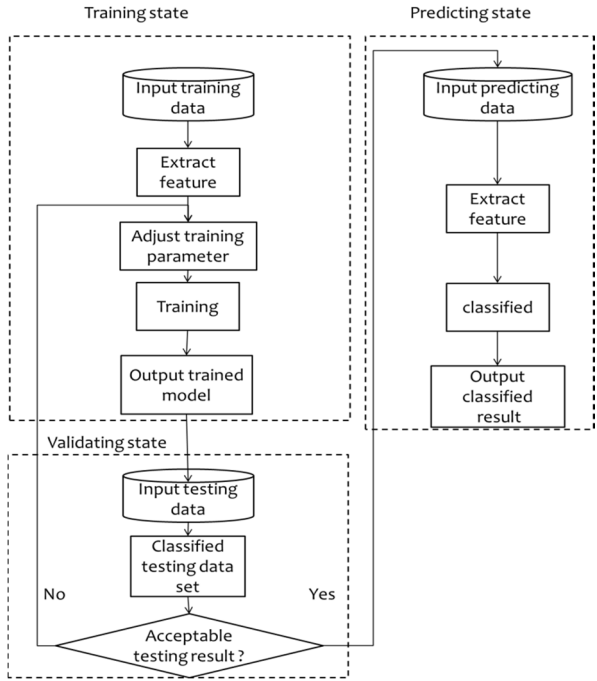 Training state
Input training
data
Extract
feature
Adjust training
parameter
Training
Output trained
model
Validating state
Input testing
data
Classified
testing data
set
No
Yes
Acceptable
testing result ?
Predicting state
Input predicting
data
Extract
feature
classified
Output
classified
result